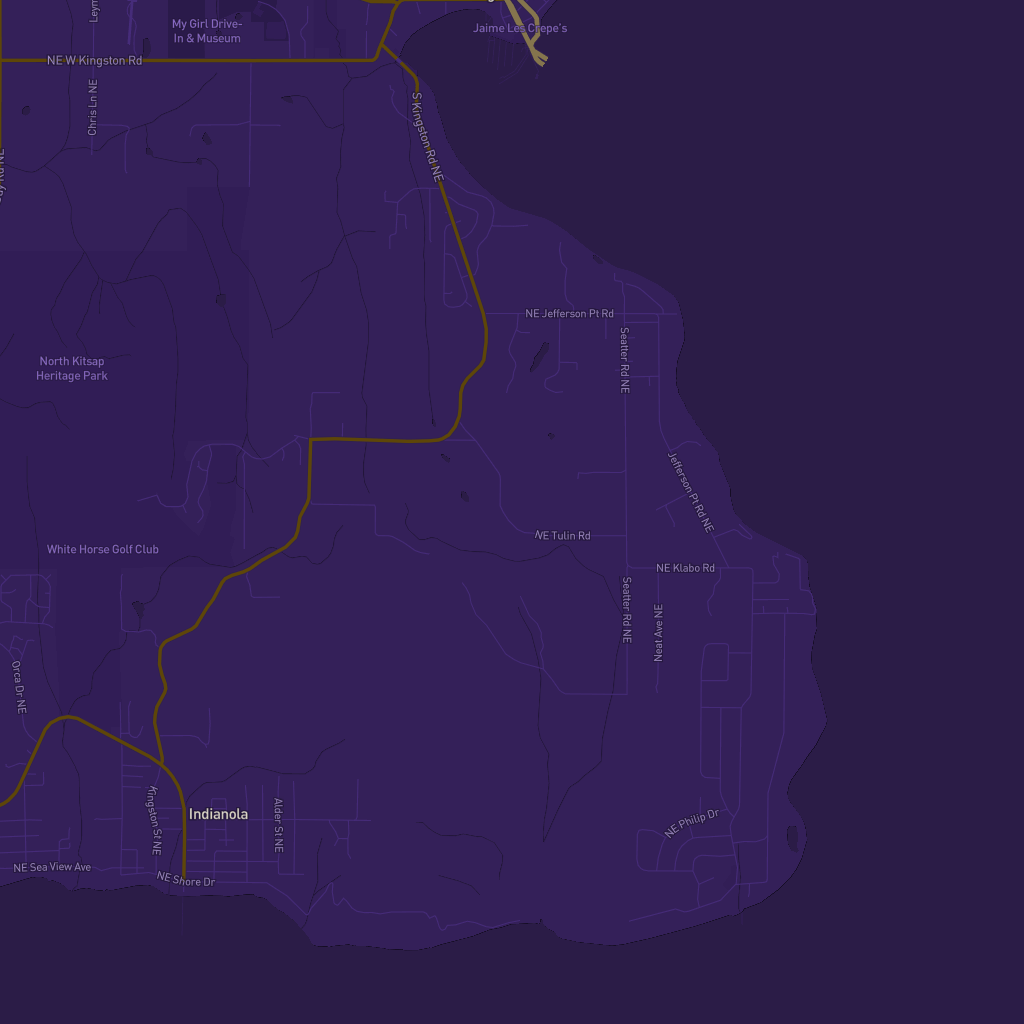 Leym
My Girl Drive-
In & Museum
Jaime Les Crepe's
NE W Kingston Rd
Chris Ln NE
S Kingston Rd NE
NE Jefferson Pt Rd
Seatter Rd NE
North Kitsap
Heritage Park
Jefferson Pt Rd NE
NE Tulin Rd
White Horse Golf Club
NE Klabo Rd
Seatter Rd NE
Neat Ave NE
Orca Dr NE
Kingston St NE
Indianola
Alder St NE
NE Philip Dr
NE Sea View Ave
NE Shore Dr